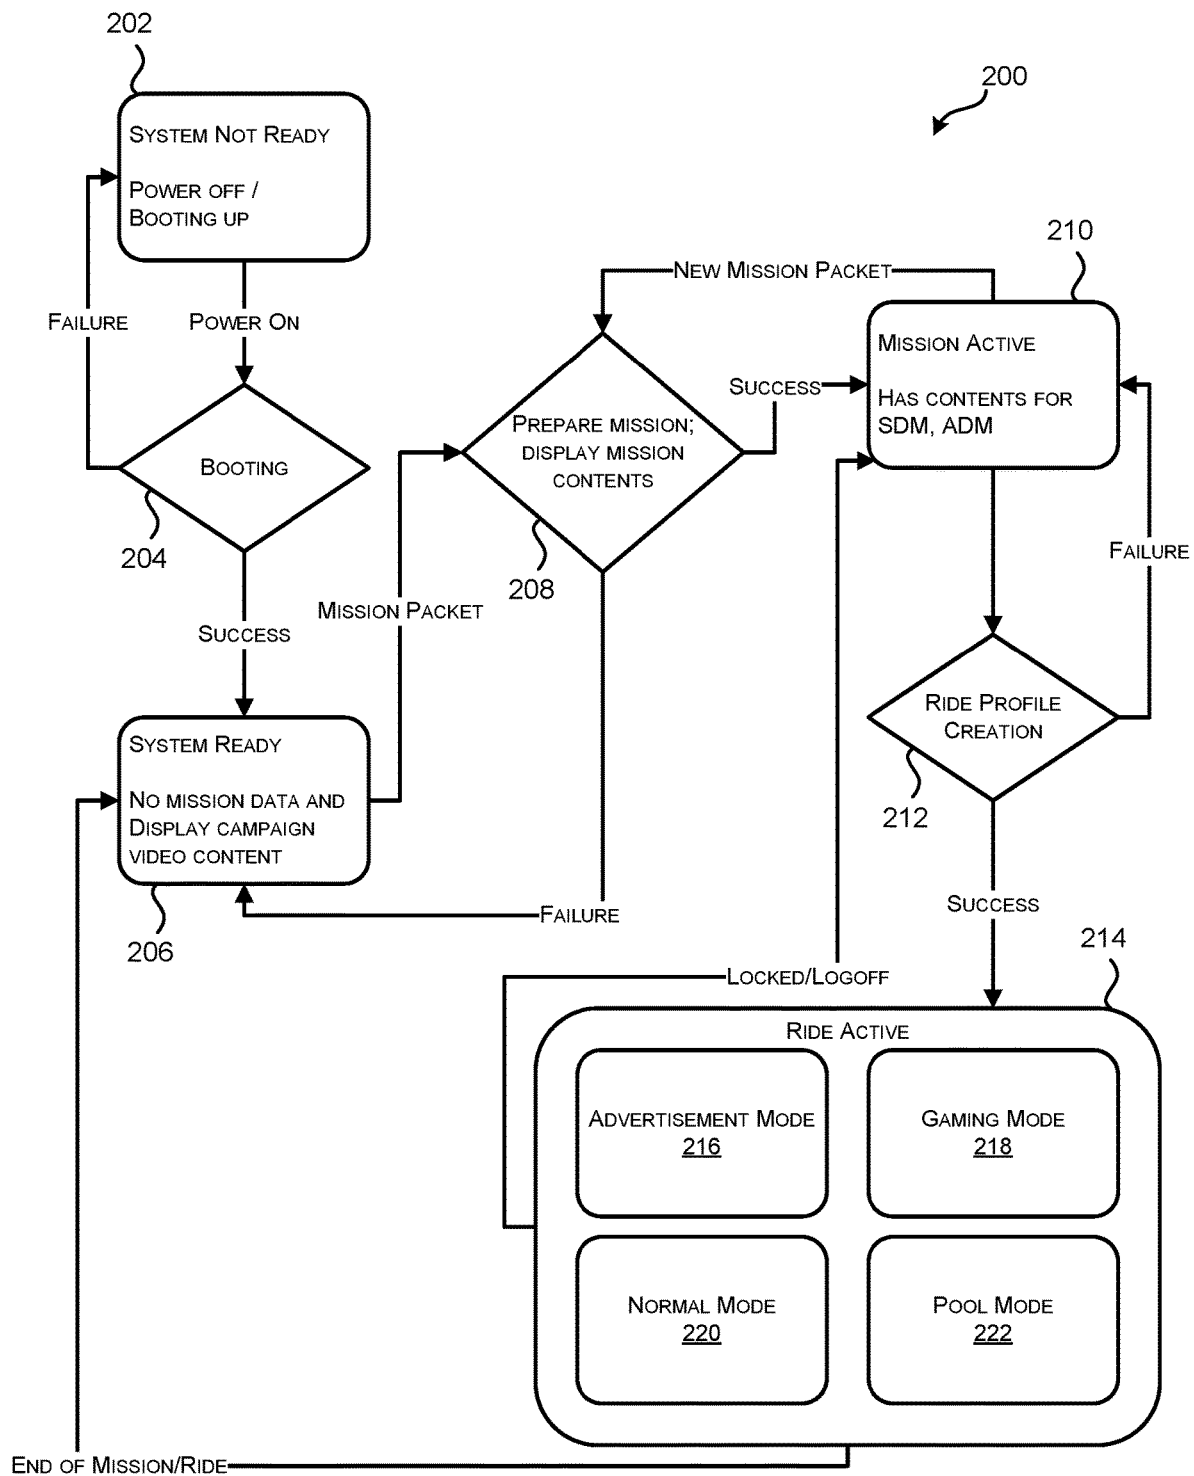 202
200
System Not Ready
Power off /
Booting up
210
New Mission Packet
Failure
Power On
Mission Active
Has contents for
SDM, ADM
Success
Prepare mission;
display mission
contents
Booting
204
208
Failure
Mission Packet
Success
Ride Profile
Creation
212
System Ready
No mission data and
Display campaign
video content
206
Failure
Success
214
Locked/Logoff
Ride Active
Advertisement Mode
216
Gaming Mode
218
Normal Mode
220
Pool Mode
222
End of Mission/Ride